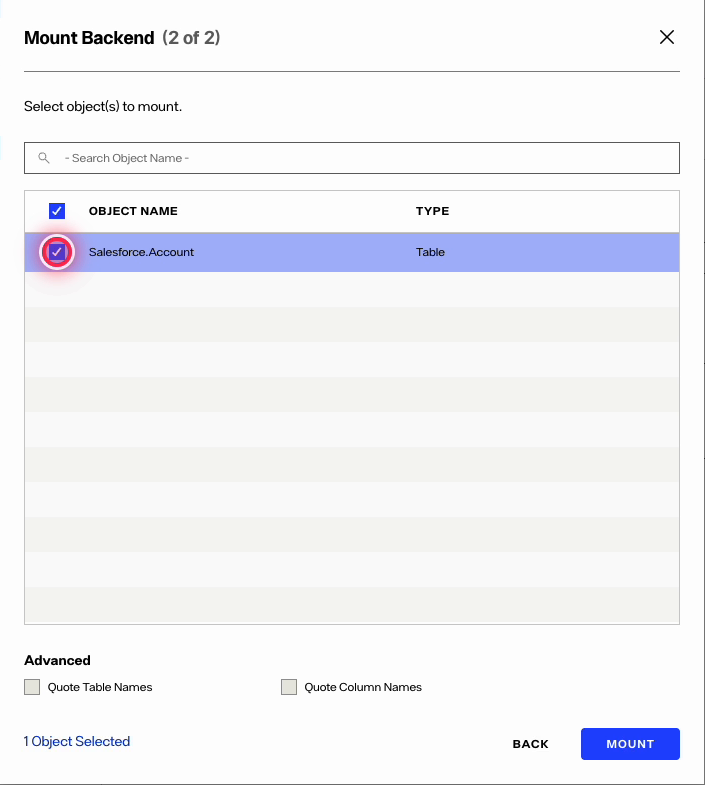 Mount Backend (2 of 2)
Select object(s) to mount.
- Search Object Name -
OBJECT NAME TYPE
Salesforce.Account Table
Advanced
Quote Table Names Quote Column Names
1 Object Selected BACK MOUNT